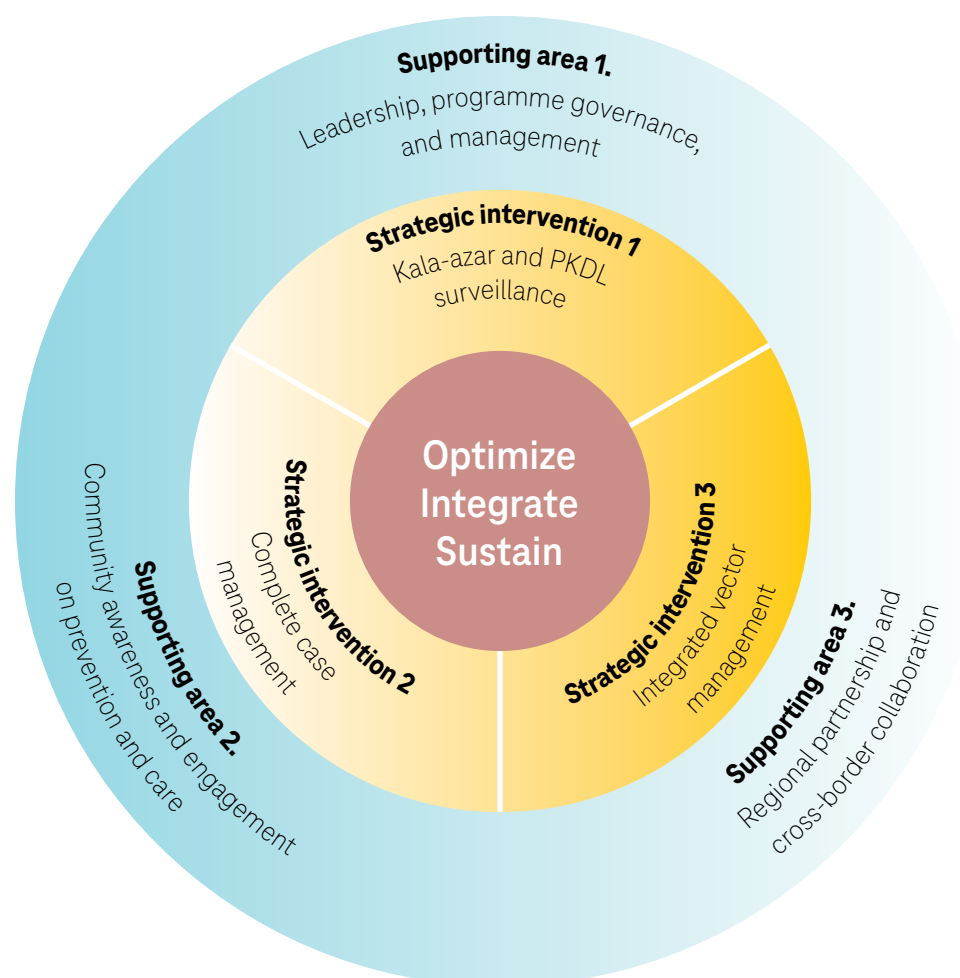 Supporting area 1.
Leadership, programme governance,
and management
Strategic intervention 1
Kala-azar and PKDL
surveillance
Optimize
Integrate
Sustain
Strategic intervention 2
Complete case
management
Strategic intervention 3
Integrated vector
management
Supporting area 2.
Community awareness and engagement
on prevention and care
Supporting area 3.
Regional partnership and
cross-border collaboration